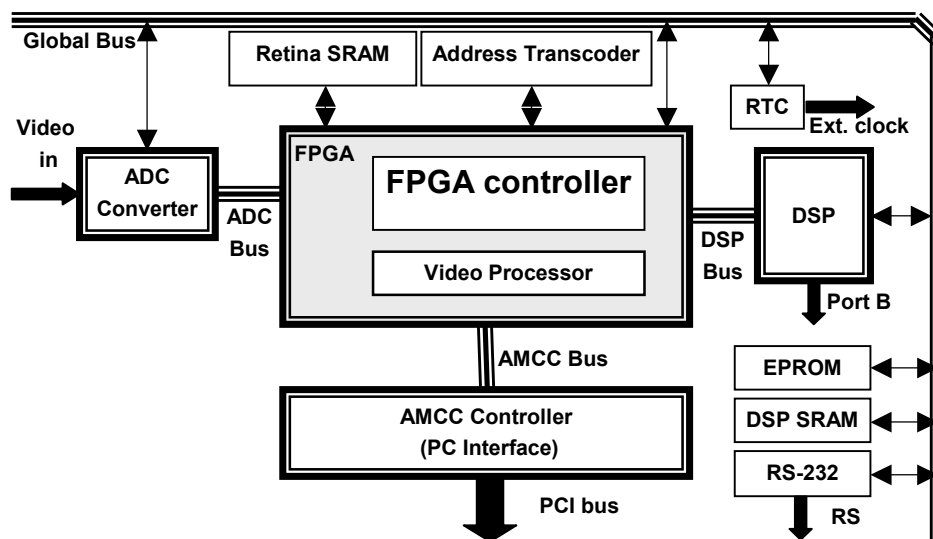 Global Bus
Retina SRAM
Address Transcoder
RTC
Ext. clock
Video
in
ADC
Converter
ADC
Bus
FPGA
FPGA controller
Video Processor
DSP
Bus
DSP
Port B
AMCC Bus
AMCC Controller
(PC Interface)
PCI bus
EPROM
DSP SRAM
RS-232
RS